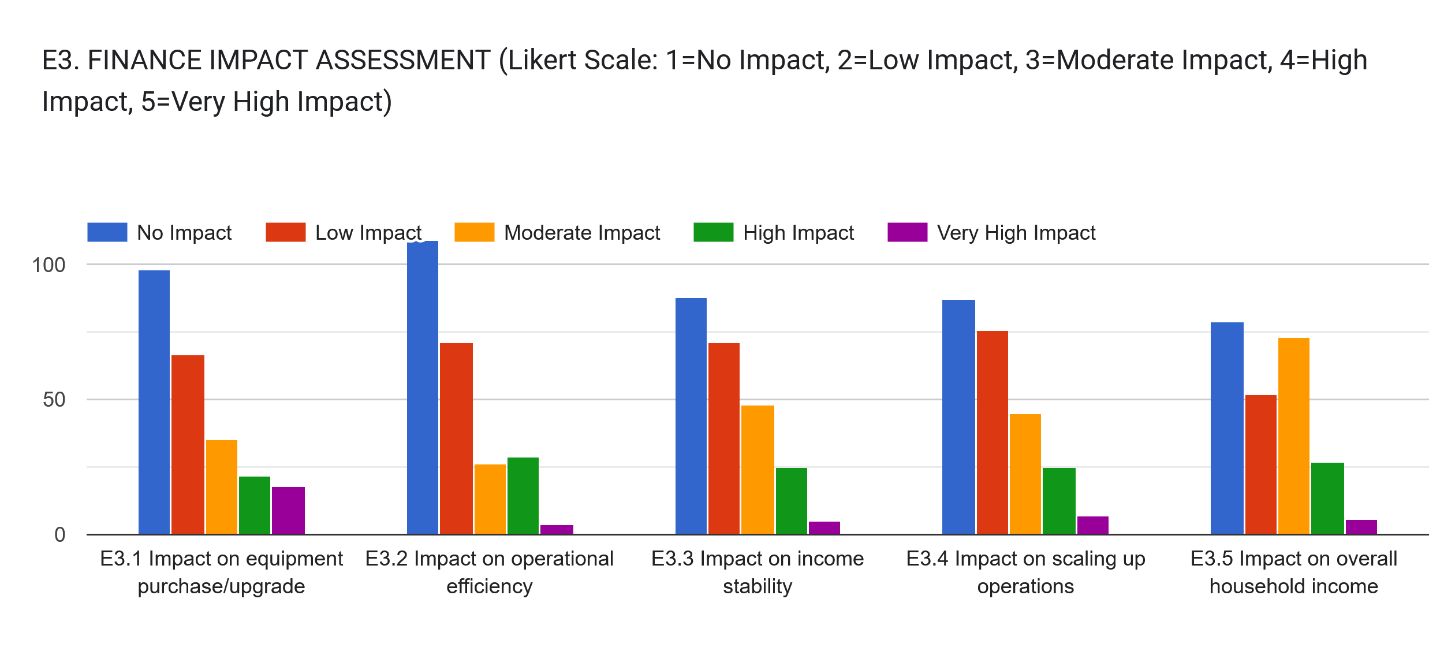 E3. FINANCE IMPACT ASSESSMENT (Likert Scale: 1=No Impact, 2=Low Impact, 3=Moderate Impact, 4=High
Impact, 5=Very High Impact)
No Impact Low Impact Moderate Impact High Impact Very High Impact
100
50
0
E3.1 Impact on equipment
purchase/upgrade
E3.2 Impact on operational
efficiency
E3.3 Impact on income
stability
E3.4 Impact on scaling up
operations
E3.5 Impact on overall
household income